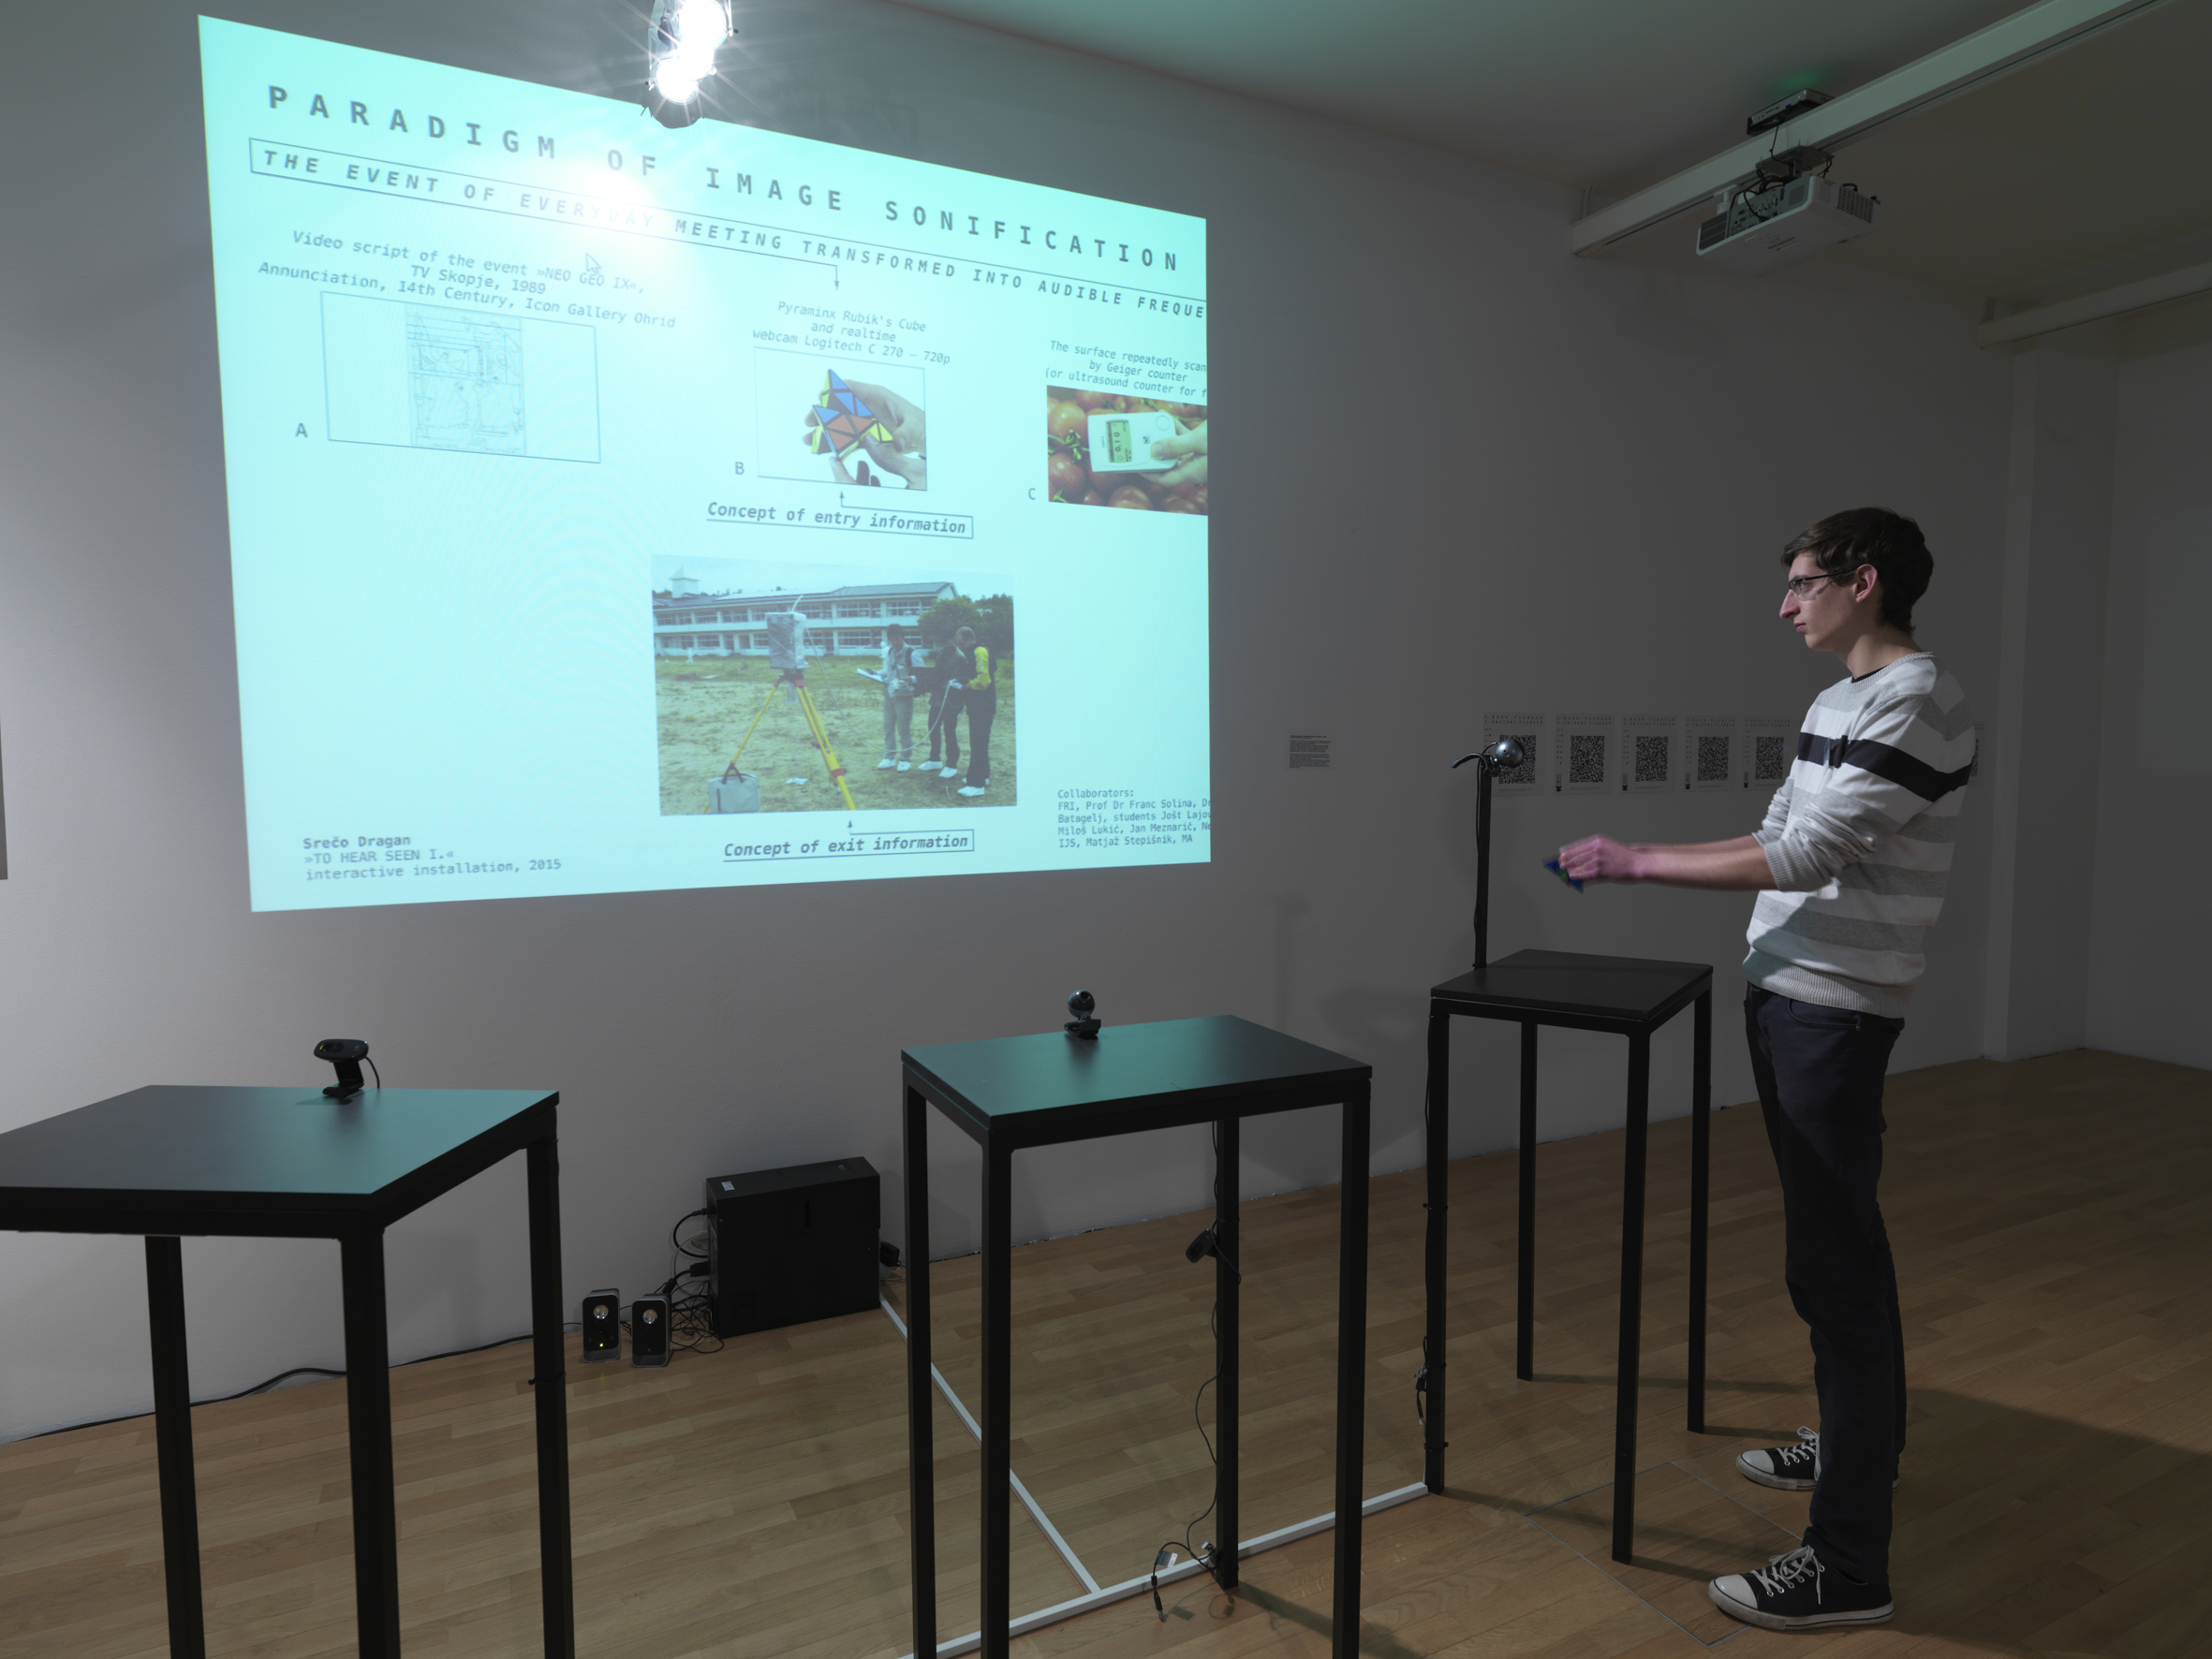 PARADIGM OF IMAGE SONIFICATION
THE EVENT OF EVERYDAY MEETING TRANSFORMED INTO AUDIBLE FREQUE
Video script of the event »NEO GEO IX«,
TV Skopje, 1989
Annunciation, 14th Century, Icon Gallery Ohrid
A
Pyraminx Rubik's Cube
and realtime
webcam Logitech C 270 – 720p
B
Concept of entry information
The surface repeatedly scan
by Geiger counter
(or ultrasound counter for f
C
Concept of exit information
Srečo Dragan
»TO HEAR SEEN I.«
interactive installation, 2015
Collaborators:
FRI, Prof Dr Franc Solina, D
Batagelj, students Jošt Lajo
Miloš Lukić, Jan Meznarič, Ne
IJS, Matjaž Stepišnik, MA